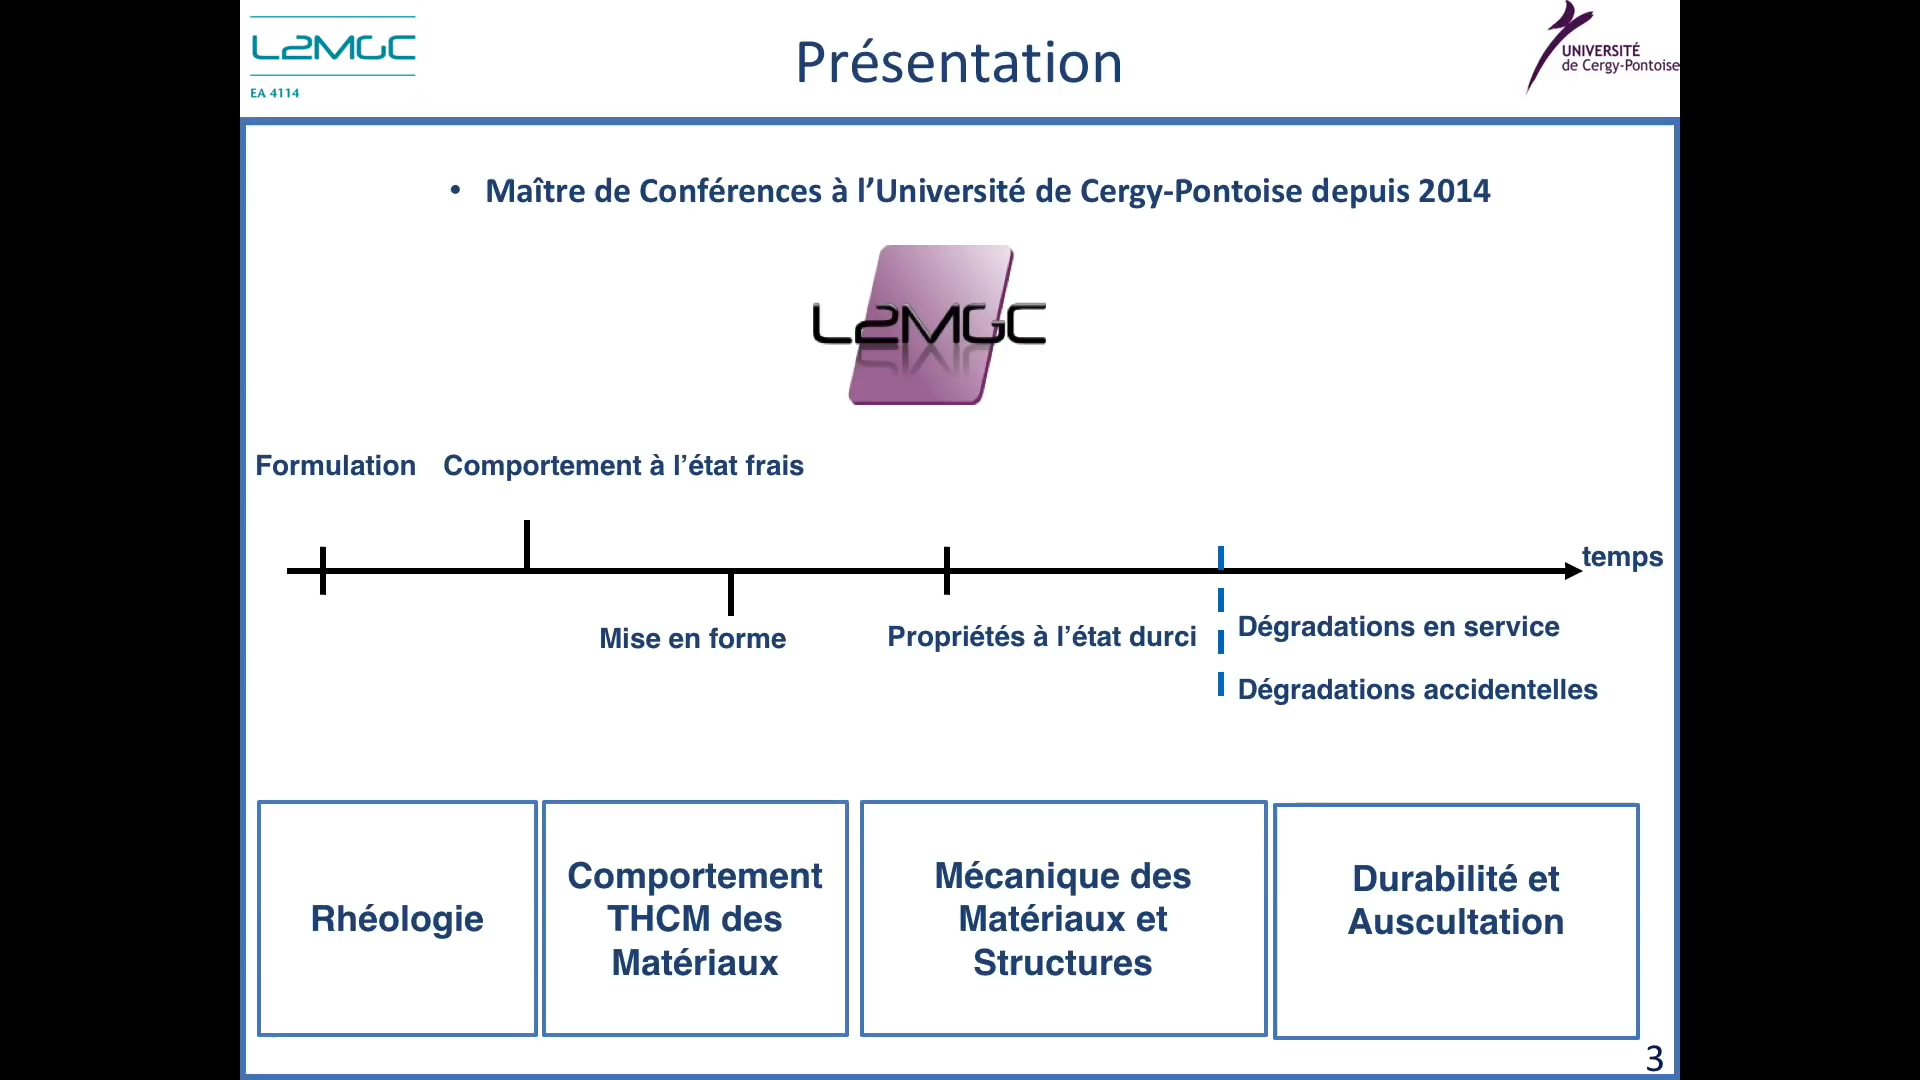 L2MGC
EA 4114
Présentation
UNIVERSITÉ
de Cergy-Pontoise
• Maître de Conférences à l’Université de Cergy-Pontoise depuis 2014
L2MGC
Formulation
Comportement à l’état frais
temps
Mise en forme
Propriétés à l’état durci
Dégradations en service
Dégradations accidentelles
Rhéologie
Comportement
THCM des
Matériaux
Mécanique des
Matériaux et
Structures
Durabilité et
Auscultation
3